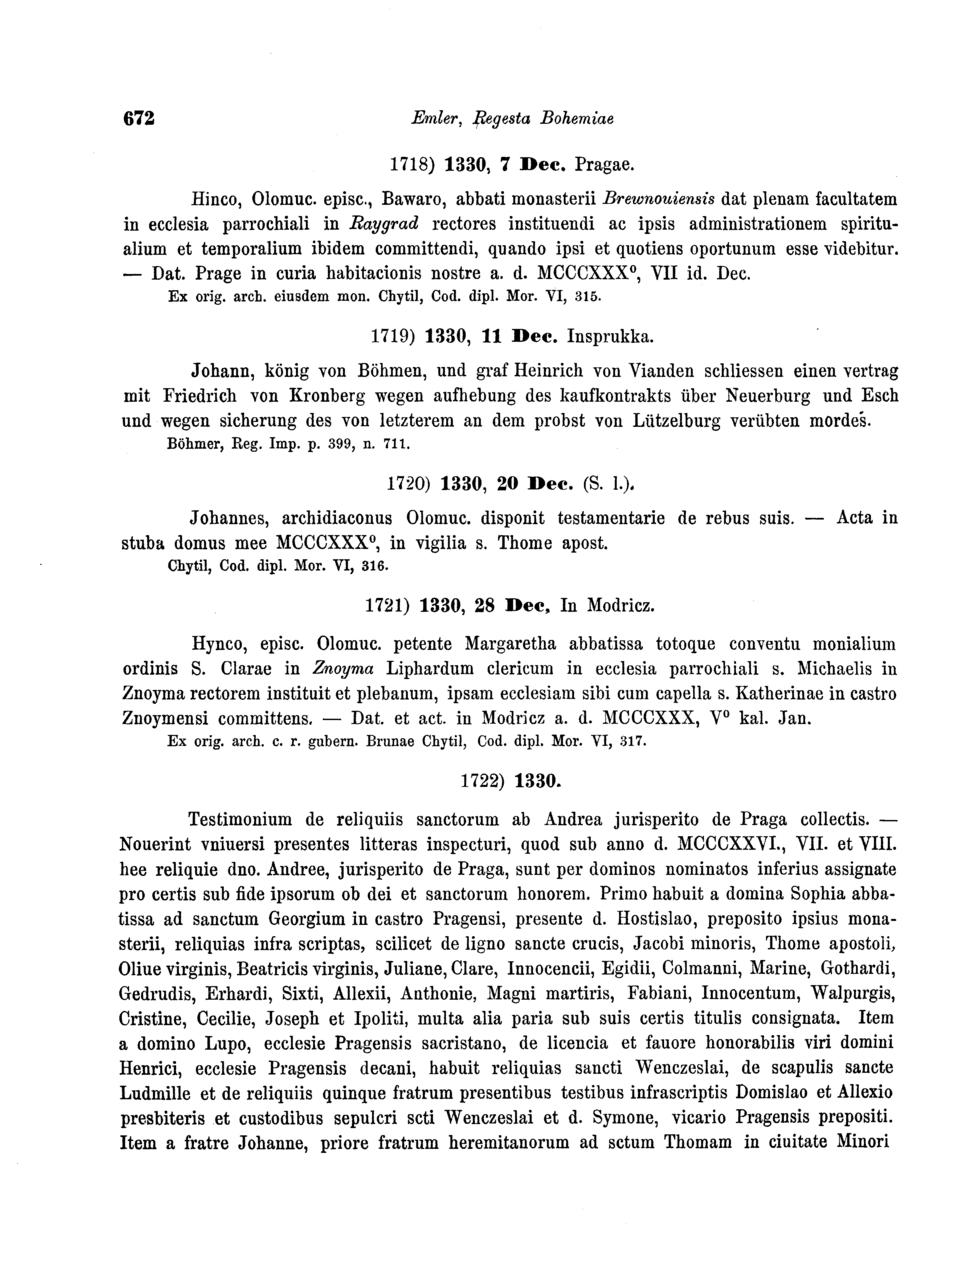 672 Emler, Regesta Bohemiae
1718) 1330, 7 Dec. Pragae.
Hinco, Olomuc. episc., Bawaro, abbati monasterii Brewnouiensis dat plenam facultatem
in ecclesia parrochiali in Raygrad rectores instituendi ac ipsis administrationem spiritu-
alium et temporalium ibidem committendi, quando ipsi et quotiens oportunum esse videbitur.
— Dat. Prage in curia habitacionis nostre a. d. MCCCXXX⁰, VII id. Dec.
Ex orig. arch. eiusdem mon. Chytil, Cod. dipl. Mor. VI, 315.
1719) 1330, 11 Dec. Insprukka.
Johann, könig von Böhmen, und graf Heinrich von Vianden schliessen einen vertrag
mit Friedrich von Kronberg wegen aufhebung des kaufkontrakts über Neuerburg und Esch
und wegen sicherung des von letzterem an dem probst von Lützelburg verübten mordes.
Böhmer, Reg. Imp. p. 399, n. 711.
1720) 1330, 20 Dec. (S. l.).
Johannes, archidiaconus Olomuc. disponit testamentarie de rebus suis. — Acta in
stuba domus mee MCCCXXX⁰, in vigilia s. Thome apost.
Chytil, Cod. dipl. Mor. VI, 316.
1721) 1330, 28 Dec, In Modricz.
Hynco, episc. Olomuc. petente Margaretha abbatissa totoque conventu monialium
ordinis S. Clarae in Znoyma Liphardum clericum in ecclesia parrochiali s. Michaelis in
Znoyma rectorem instituit et plebanum, ipsam ecclesiam sibi cum capella s. Katherinae in castro
Znoymensi committens. — Dat. et act. in Modricz a. d. MCCCXXX, V⁰ kal. Jan.
Ex orig. arch. c. r. gubern. Brunae Chytil, Cod. dipl. Mor. VI, 317.
1722) 1330.
Testimonium de reliquiis sanctorum ab Andrea jurisperito de Praga collectis. —
Nouerint vniuersi presentes litteras inspecturi, quod sub anno d. MCCCXXVI., VII. et VIII.
hee reliquie dno. Andree, jurisperito de Praga, sunt per dominos nominatos inferius assignate
pro certis sub fide ipsorum ob dei et sanctorum honorem. Primo habuit a domina Sophia abba-
tissa ad sanctum Georgium in castro Pragensi, presente d. Hostislao, preposito ipsius mona-
sterii, reliquias infra scriptas, scilicet de ligno sancte crucis, Jacobi minoris, Thome apostoli,
Oliue virginis, Beatricis virginis, Juliane, Clare, Innocencii, Egidii, Colmanni, Marine, Gothardi,
Gedrudis, Erhardi, Sixti, Allexii, Anthonie, Magni martiris, Fabiani, Innocentum, Walpurgis,
Cristine, Cecilie, Joseph et Ipoliti, multa alia paria sub suis certis titulis consignata. Item
a domino Lupo, ecclesie Pragensis sacristano, de licencia et fauore honorabilis viri domini
Henrici, ecclesie Pragensis decani, habuit reliquias sancti Wenczeslai, de scapulis sancte
Ludmille et de reliquiis quinque fratrum presentibus testibus infrascriptis Domislao et Allexio
presbiteris et custodibus sepulcri scti Wenczeslai et d. Symone, vicario Pragensis prepositi.
Item a fratre Johanne, priore fratrum heremitanorum ad sctum Thomam in ciuitate Minori